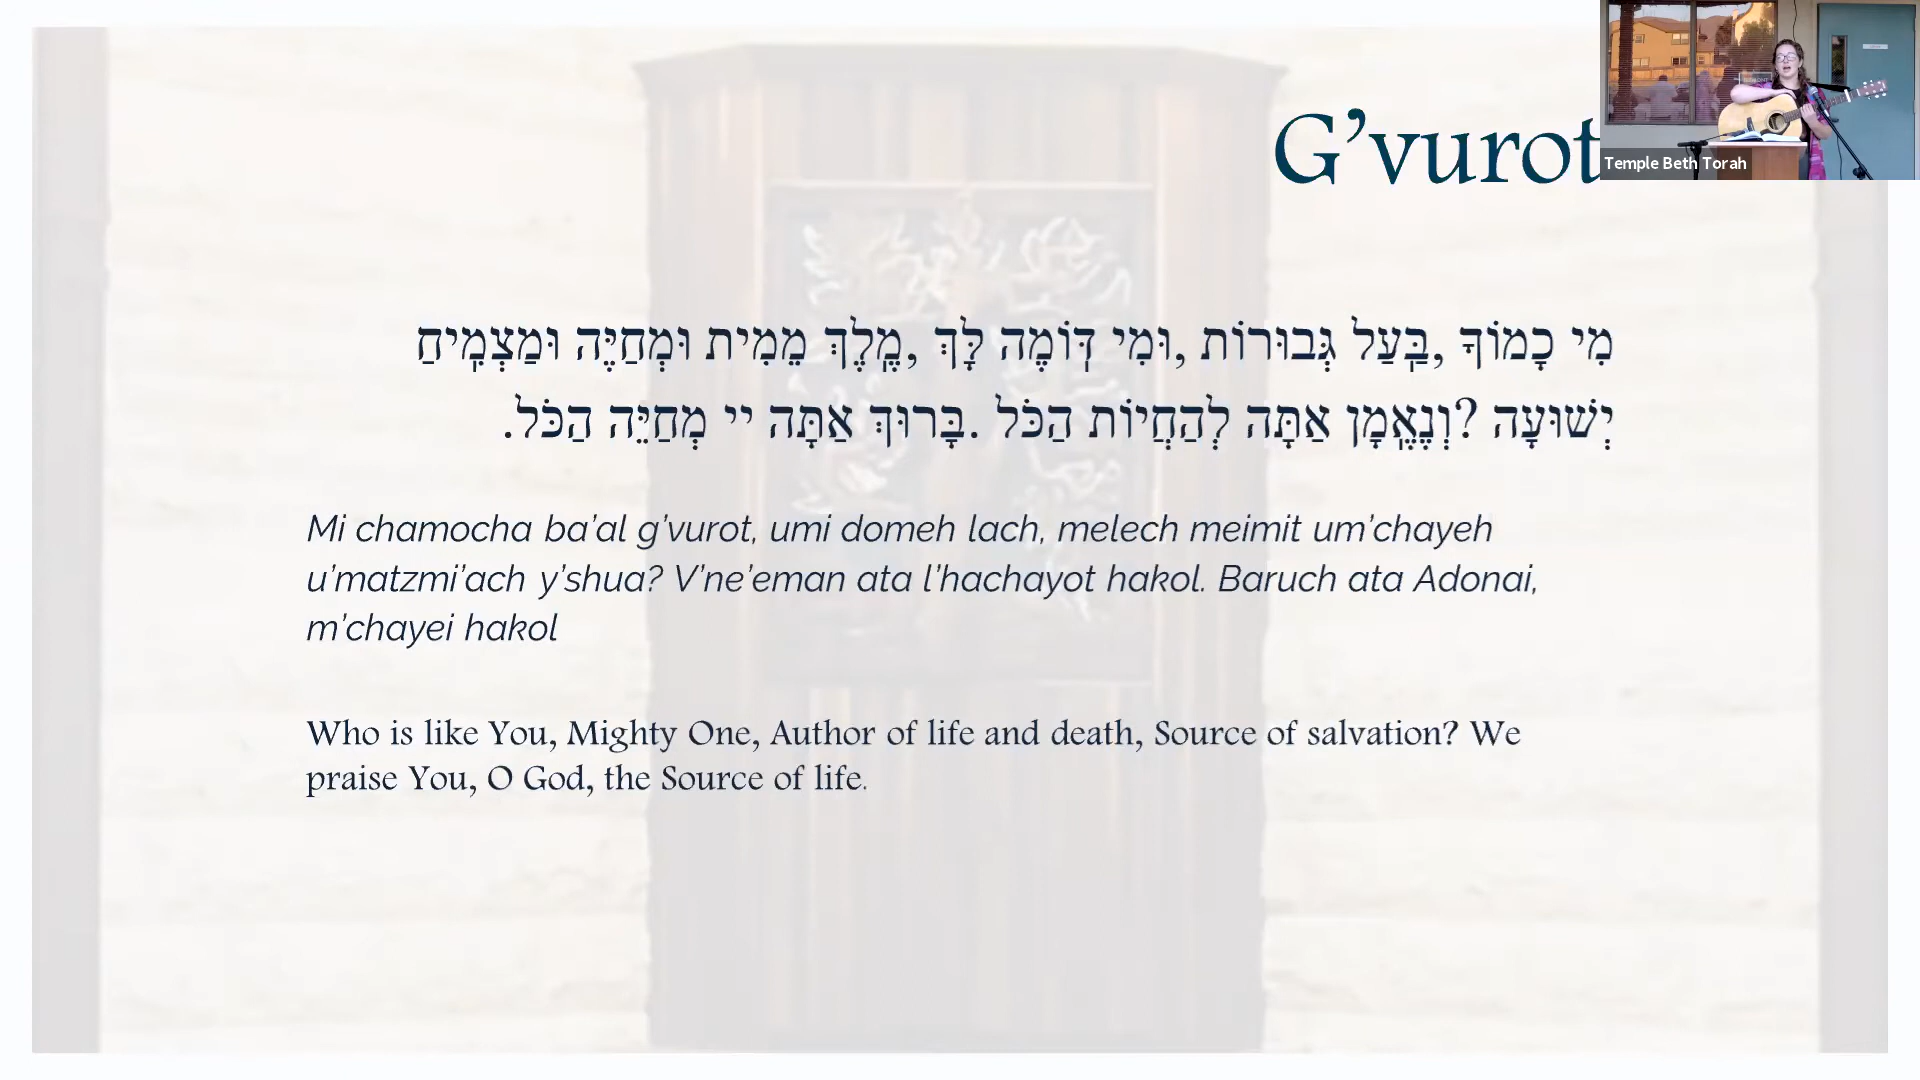 G'vurot
Temple Beth Torah
מִי כָמוֹךָ ,בַּעַל גְּבוּרוֹת ,וּמִי דּוֹמֶה לָּךְ ,מֶלֶךְ מֵמִית וּמְחַיֶּה וּמַצְמִיחַ
יְשׁוּעָה ?וְנֶאֱמָן אַתָּה לְהַחֲיוֹת הַכֹּל .בָּרוּךְ אַתָּה יי מְחַיֵּה הַכֹּל.
Mi chamocha ba'al g'vurot, umi domeh lach, melech meimit um'chayeh
u'matzmi'ach y'shua? V'ne'eman ata l'hachayot hakol. Baruch ata Adonai,
m'chayei hakol
Who is like You, Mighty One, Author of life and death, Source of salvation? We
praise You, O God, the Source of life.